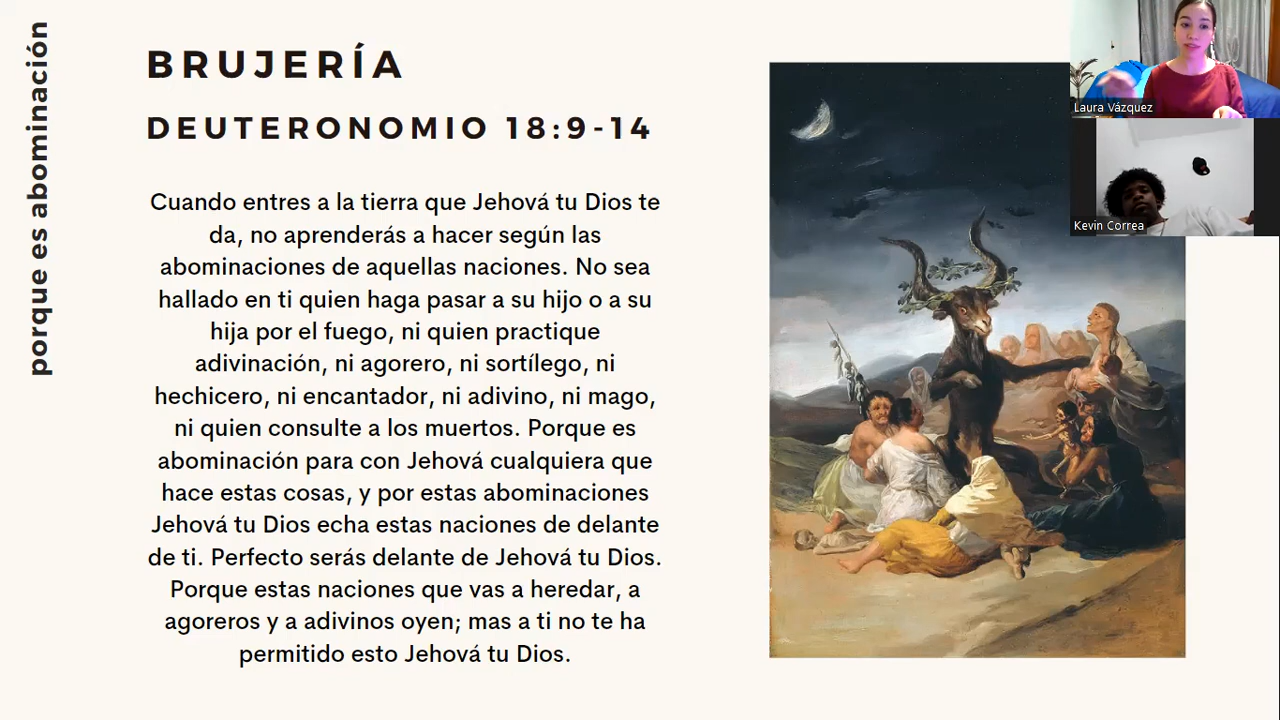 porque es abominación
BRUJERÍA
DEUTERONOMIO 18:9-14
Cuando entres a la tierra que Jehová tu Dios te
da, no aprenderás a hacer según las
abominaciones de aquellas naciones. No sea
hallado en ti quien haga pasar a su hijo o a su
hija por el fuego, ni quien practique
adivinación, ni agorero, ni sortílego, ni
hechicero, ni encantador, ni adivino, ni mago,
ni quien consulte a los muertos. Porque es
abominación para con Jehová cualquiera que
hace estas cosas, y por estas abominaciones
Jehová tu Dios echa estas naciones de delante
de ti. Perfecto serás delante de Jehová tu Dios.
Porque estas naciones que vas a heredar, a
agoreros y a adivinos oyen; mas a ti no te ha
permitido esto Jehová tu Dios.
Laura Vázquez
Kevin Correa